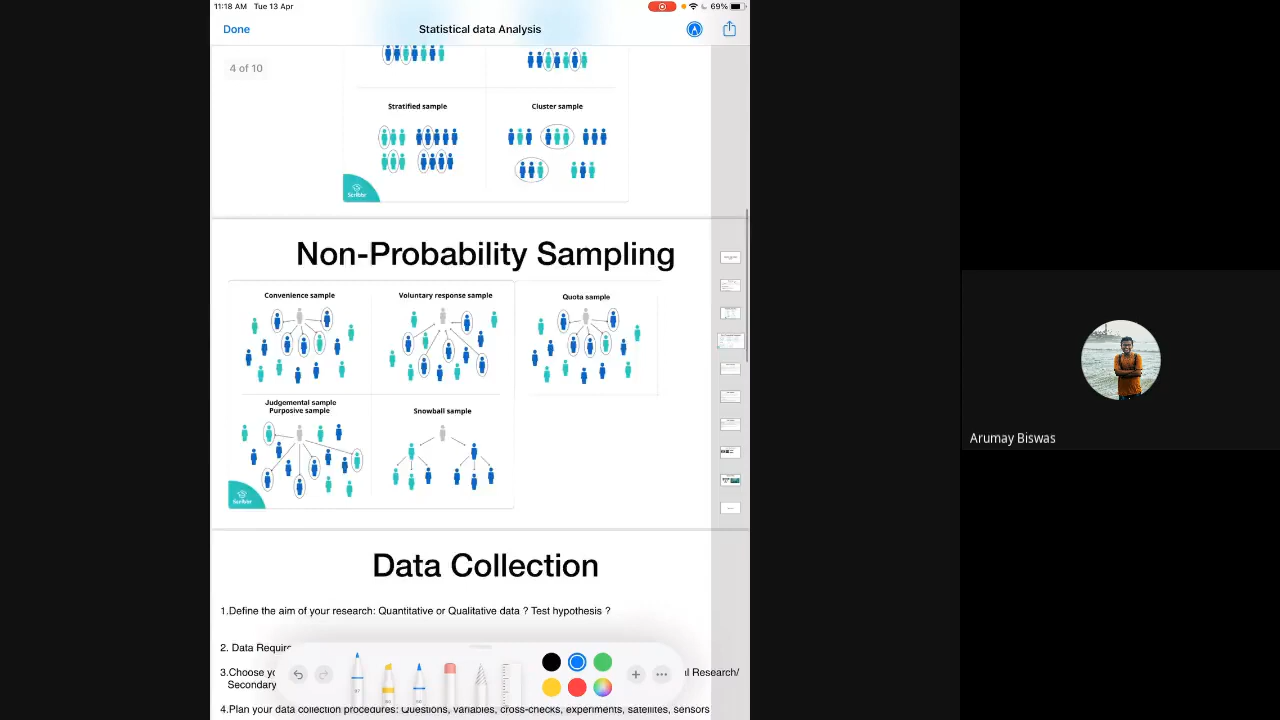 11:18 AM Tue 13 Apr
69%
Done
Statistical data Analysis
4 of 10
Stratified sample
Cluster sample
Scribbr
Non-Probability Sampling
Convenience sample
Voluntary response sample
Quota sample
Judgemental sample
Purposive sample
Snowball sample
Scribbr
Data Collection
1.Define the aim of your research: Quantitative or Qualitative data ? Test hypothesis ?
2. Data Require
3.Choose yo
l Research/
Secondary
4.Plan your data collection procedures: Questions, variables, cross-checks, experiments, satellites, sensors
Arumay Biswas